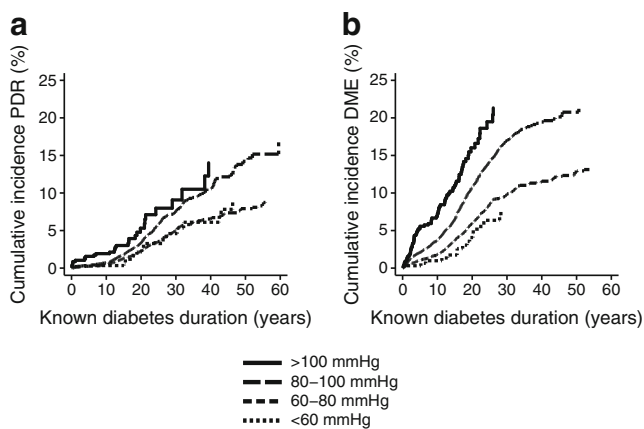 a
Cumulative incidence PDR (%)
25
20
15
10
5
0
0 10 20 30 40 50 60
Known diabetes duration (years)
b
Cumulative incidence DME (%)
25
20
15
10
5
0
0 10 20 30 40 50 60
Known diabetes duration (years)
>100 mmHg
80–100 mmHg
60–80 mmHg
<60 mmHg